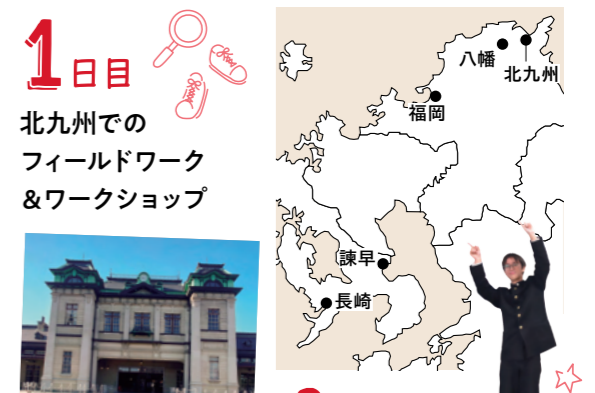 1日目
北九州での
フィールドワーク
&ワークショップ
八幡
北九州
福岡
諫早
長崎